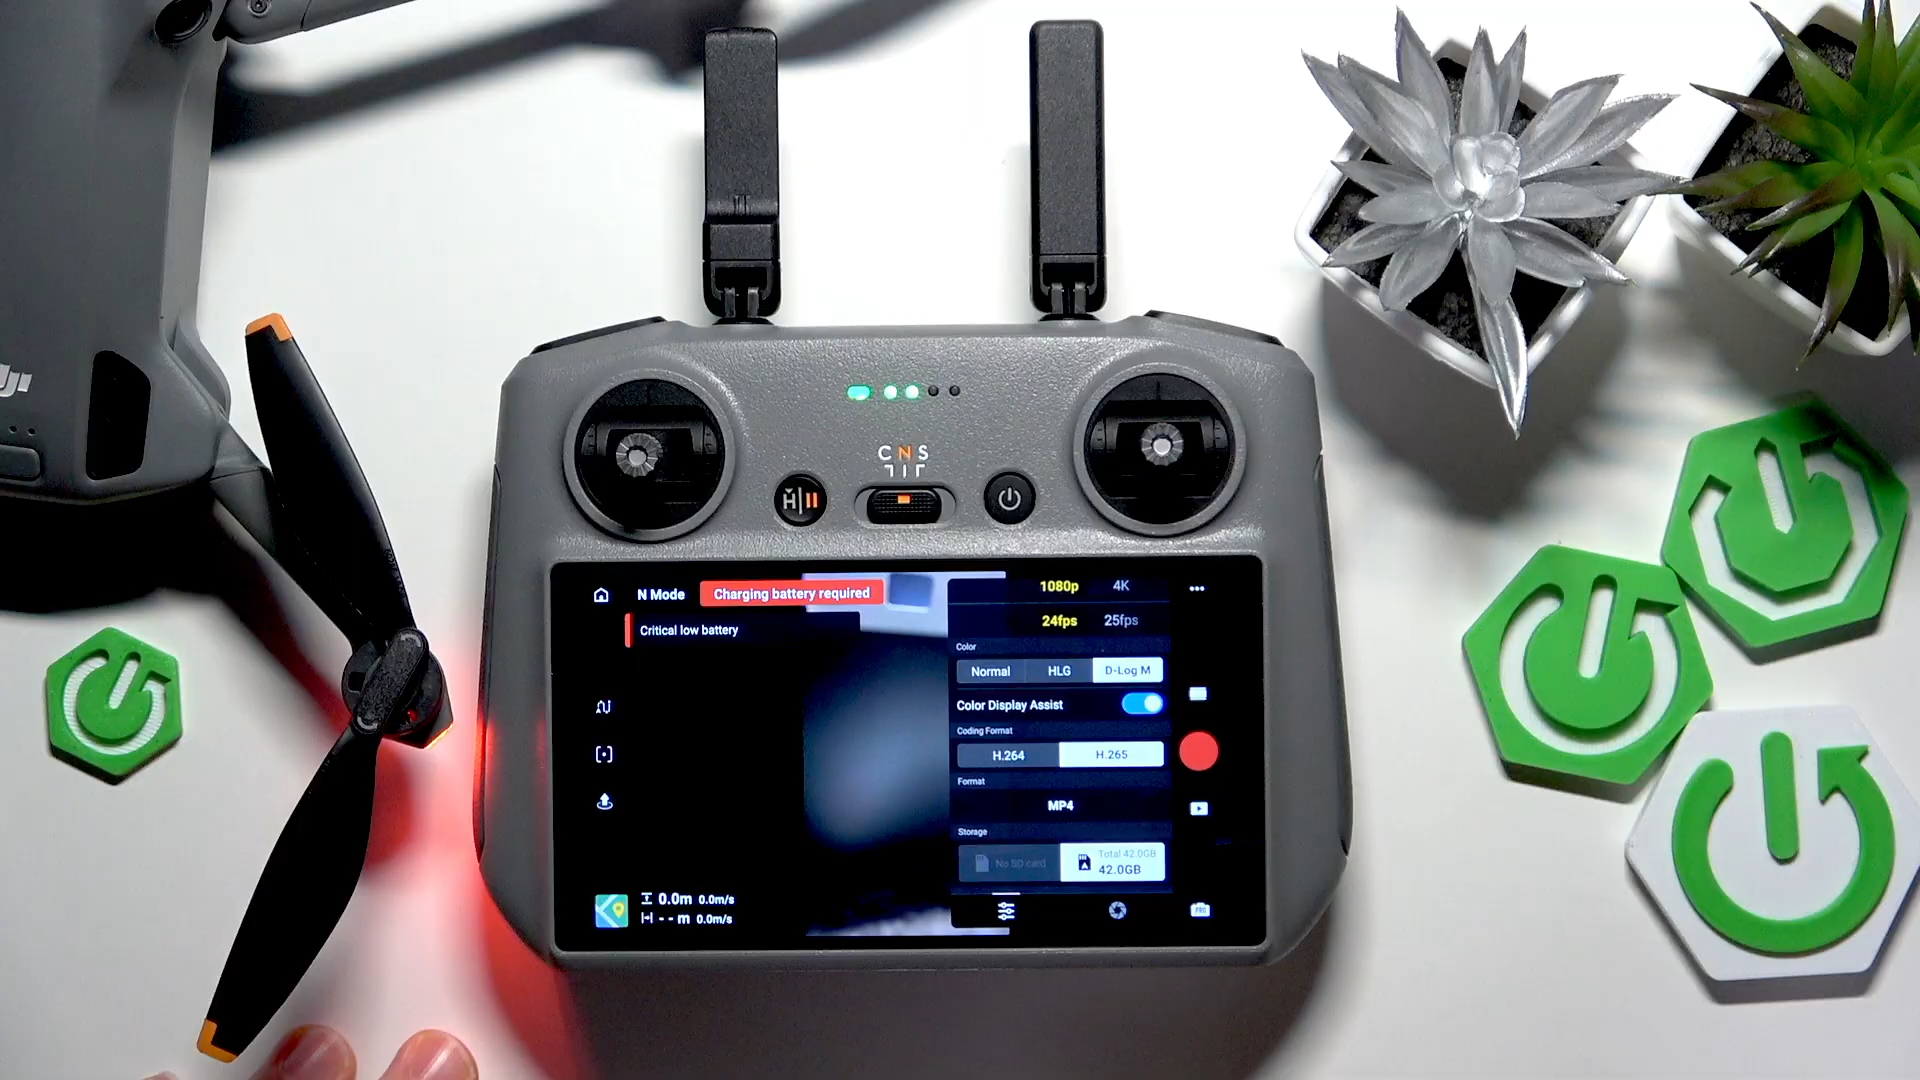 C N S
H
N Mode
Charging battery required
Critical low battery
1080p 4K
24fps 25fps
Color
Normal HLG D-Log M
Color Display Assist
Coding Format
H.264 H.265
Format
MP4
Storage
No SD card
Total 42.0GB
42.0GB
0.0m 0.0m/s
-- m 0.0m/s
PRO
dji